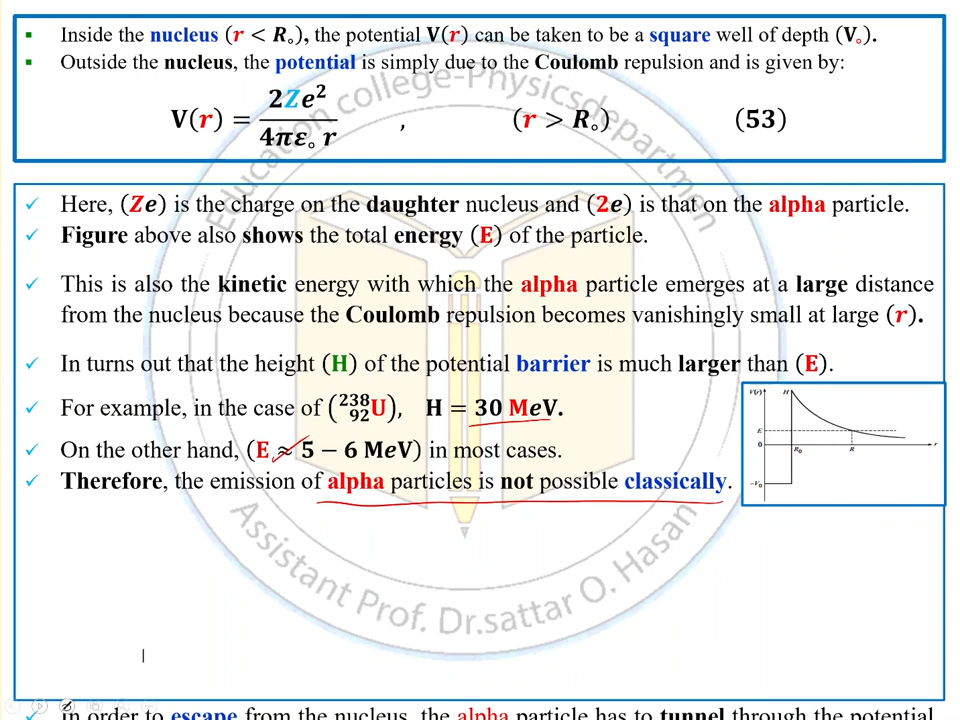 ▪ Inside the nucleus (r < R∘), the potential V(r) can be taken to be a square well of depth (V∘).
▪ Outside the nucleus, the potential is simply due to the Coulomb repulsion and is given by:
V(r) = 2Ze² / 4πε∘ r , (r > R∘) (53)
✓ Here, (Ze) is the charge on the daughter nucleus and (2e) is that on the alpha particle.
✓ Figure above also shows the total energy (E) of the particle.
✓ This is also the kinetic energy with which the alpha particle emerges at a large distance
from the nucleus because the Coulomb repulsion becomes vanishingly small at large (r).
✓ In turns out that the height (H) of the potential barrier is much larger than (E).
✓ For example, in the case of (²³⁸₉₂U), H = 30 MeV.
✓ On the other hand, (E ≈ 5 − 6 MeV) in most cases.
✓ Therefore, the emission of alpha particles is not possible classically.
V(r) H
E
0
R₀ R r
−V₀
Education college-Physicsdepartment
Assistant Prof. Dr.sattar O. Hasan
✓ In order to escape from the nucleus, the alpha particle has to tunnel through the potential